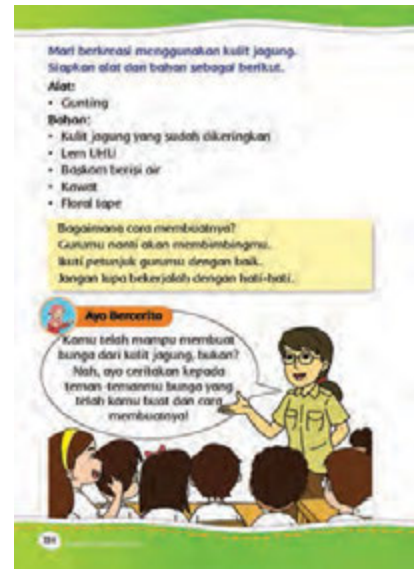 Mari berkreasi menggunakan kulit jagung.
Siapkan alat dan bahan sebagai berikut.
Alat:
• Gunting
Bahan:
• Kulit jagung yang sudah dikeringkan
• Lem UHU
• Baskom berisi air
• Kawat
• Floral tape
Bagaimana cara membuatnya?
Gurumu nanti akan membimbingmu.
Ikuti petunjuk gurumu dengan baik.
Jangan lupa bekerjalah dengan hati-hati.
Ayo Bercerita
Kamu telah mampu membuat
bunga dari kulit jagung, bukan?
Nah, ayo ceritakan kepada
teman-temanmu bunga yang
telah kamu buat dan cara
membuatnya!